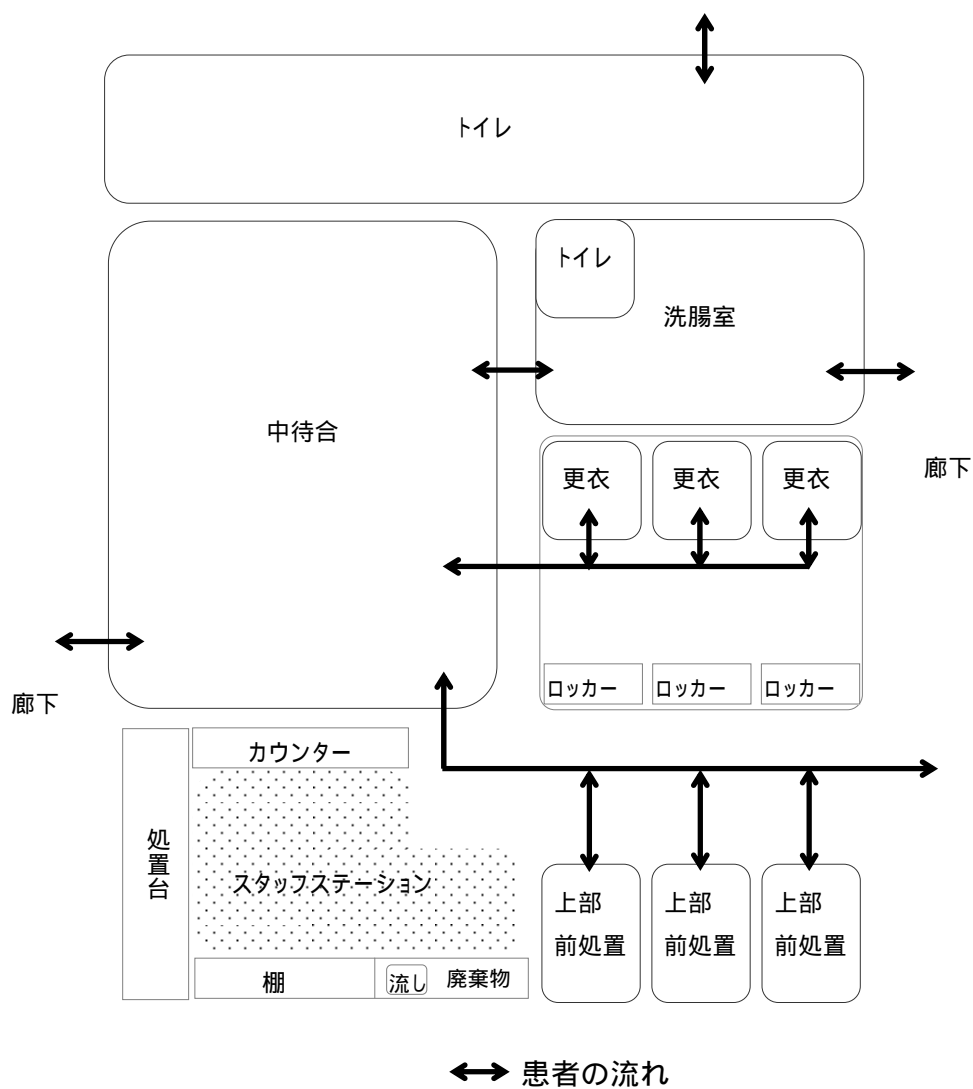 トイレ
トイレ
洗腸室
中待合
更衣
更衣
更衣
廊下
ロッカー
ロッカー
ロッカー
廊下
カウンター
処置台
スタッフステーション
上部
前処置
上部
前処置
上部
前処置
棚
流し
廃棄物
患者の流れ